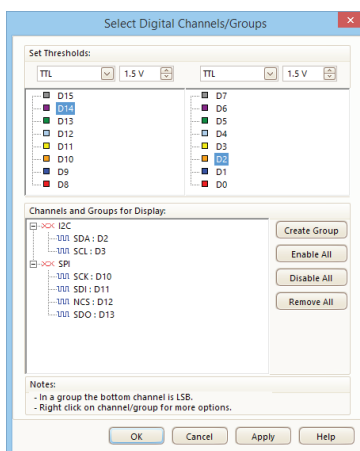 Select Digital Channels/Groups
Set Thresholds:
TTL 1.5 V TTL 1.5 V
D15 D7
D14 D6
D13 D5
D12 D4
D11 D3
D10 D2
D9 D1
D8 D0
Channels and Groups for Display:
I2C
SDA : D2
SCL : D3
SPI
SCK : D10
SDI : D11
NCS : D12
SDO : D13
Create Group
Enable All
Disable All
Remove All
Notes:
- In a group the bottom channel is LSB.
- Right click on channel/group for more options.
OK Cancel Apply Help